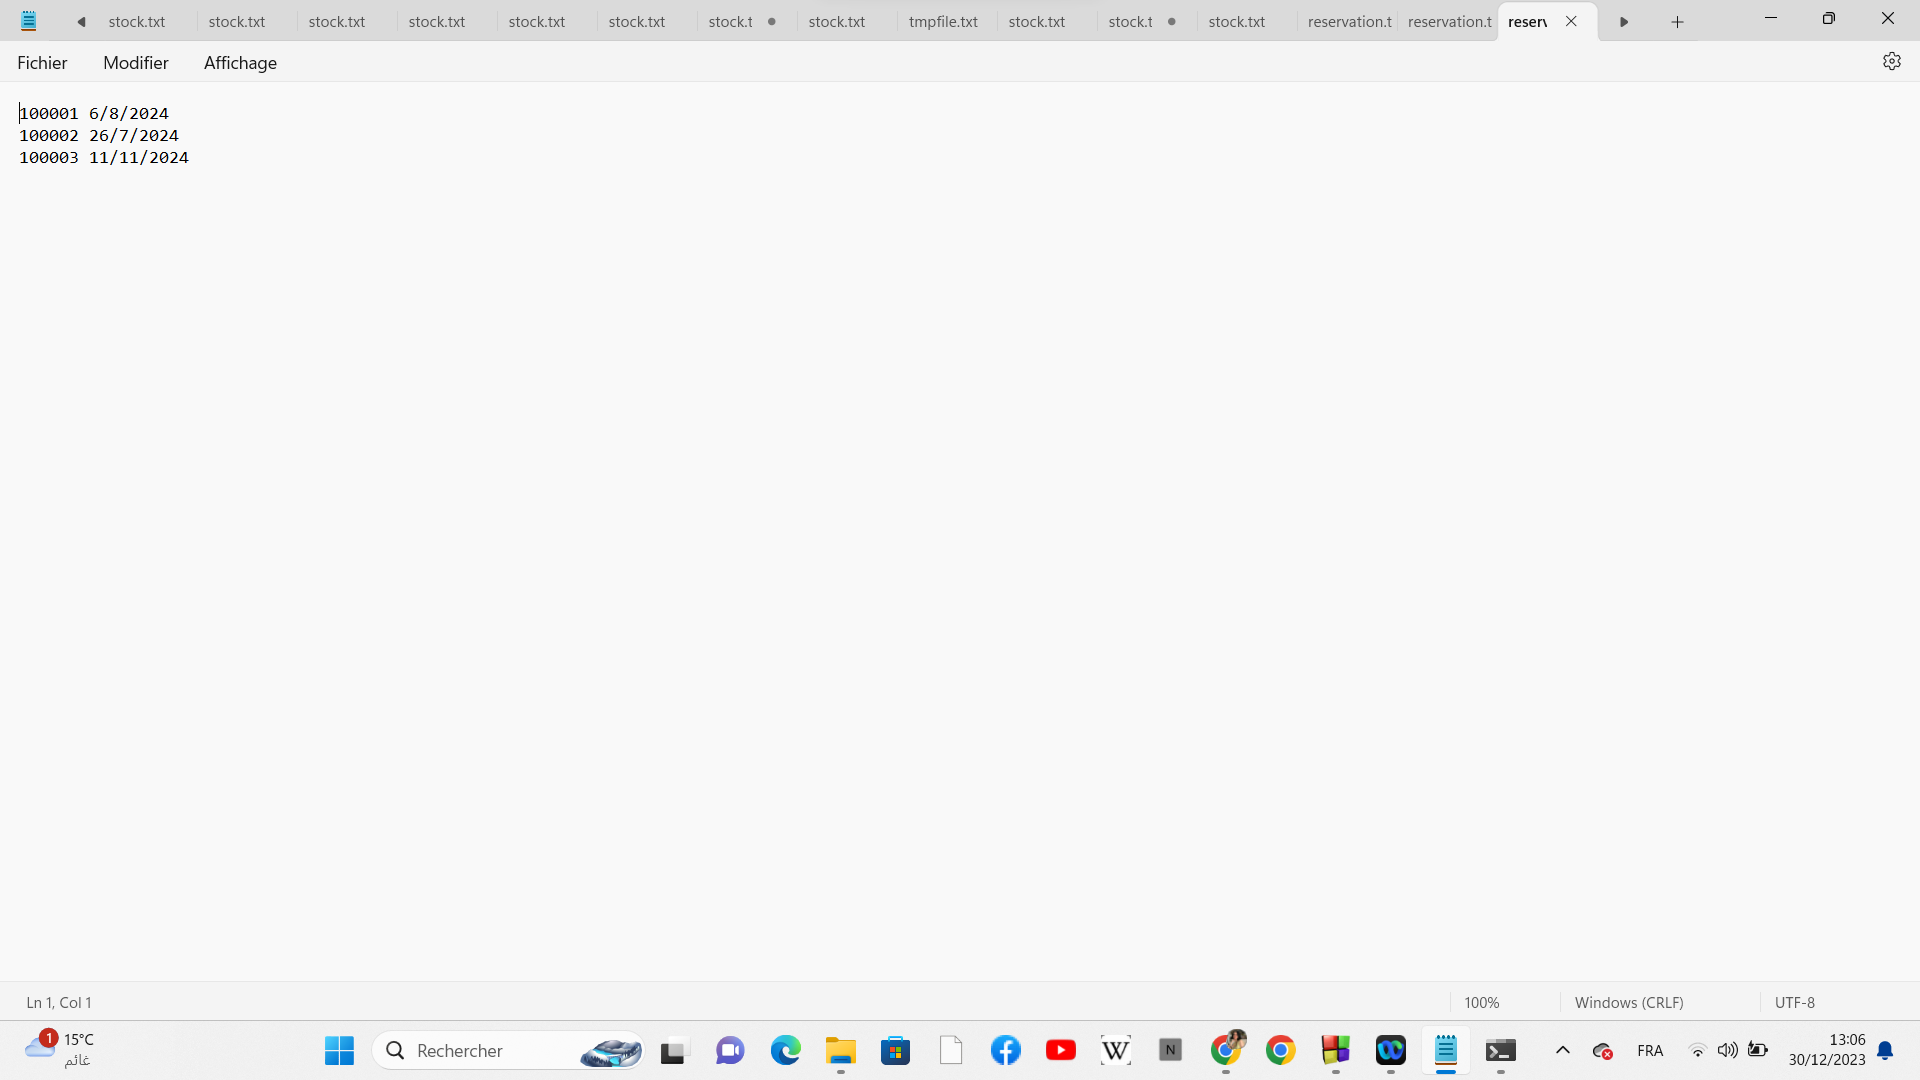 stock.txt stock.txt stock.txt stock.txt stock.txt stock.txt stock.t stock.txt tmpfile.txt stock.txt stock.t stock.txt reservation.t reservation.t reserv
Fichier Modifier Affichage
100001 6/8/2024
100002 26/7/2024
100003 11/11/2024
Ln 1, Col 1 100% Windows (CRLF) UTF-8
1 15°C
غائم
Rechercher
W
N
FRA
13:06
30/12/2023